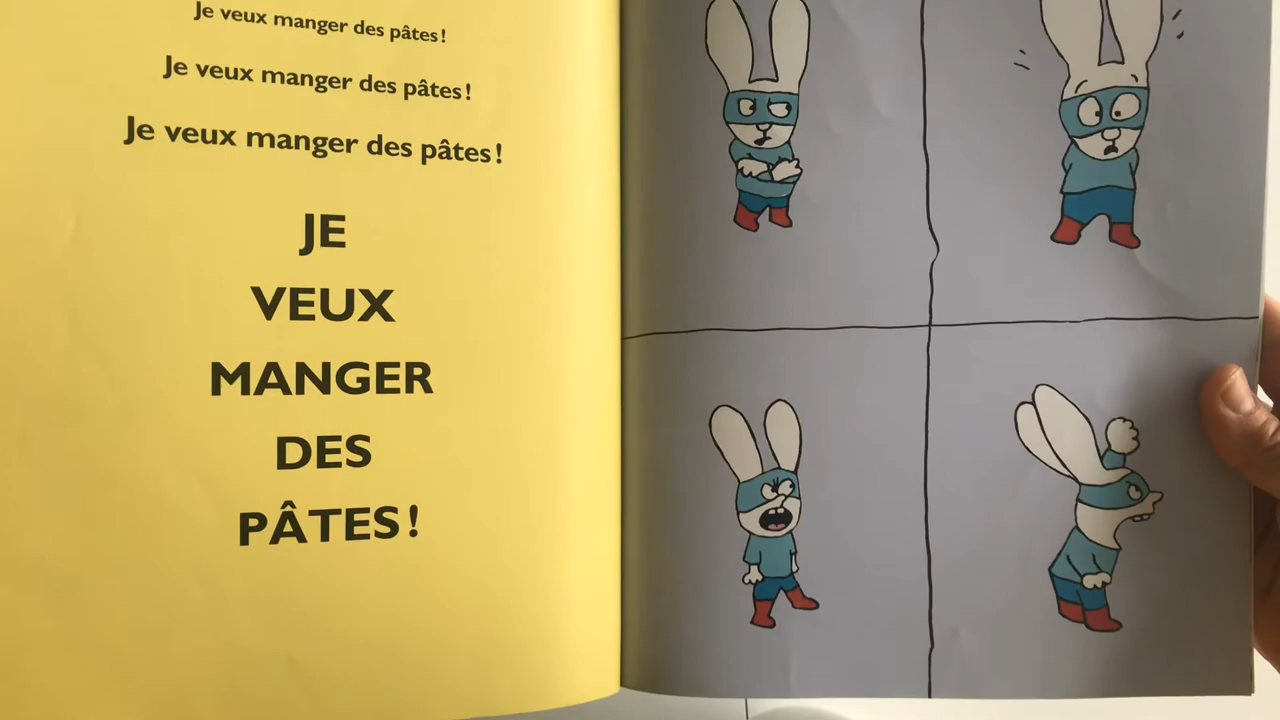 Je veux manger des pâtes !
Je veux manger des pâtes !
Je veux manger des pâtes !
JE
VEUX
MANGER
DES
PÂTES !